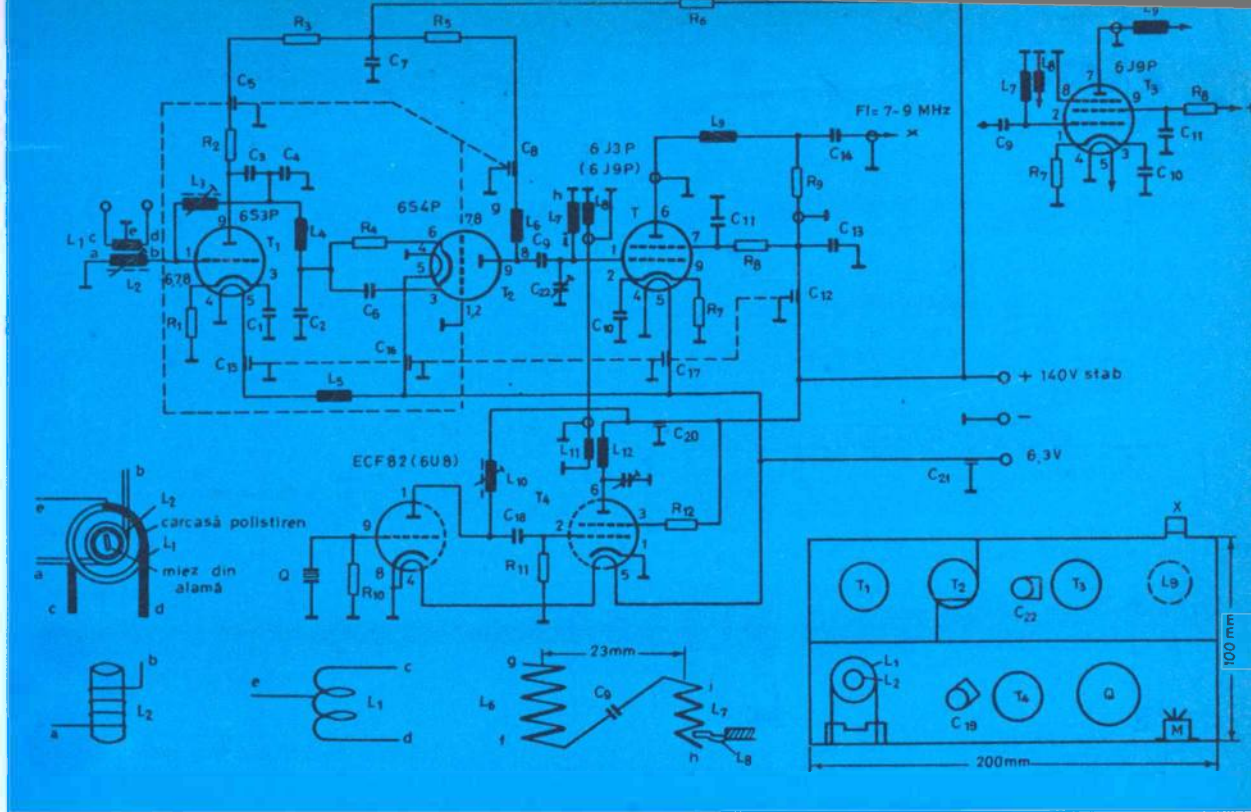 R3
R5
R6
L9
C7
C5
R2
C3
C4
L3
6S3P
T1
9
1
3
6,7,8
4
5
R1
C1
C2
C15
L4
L5
L1
c
e
d
a
b
L2
6S4P
7,8
R4
6
4
5
3
C6
9
T2
1,2
C16
C8
g
L6
f
C9
C22
6J3P
(6J9P)
h
L7
i
L8
T
6
1
7
2
9
4
5
C10
R7
C17
L9
C11
R8
R9
C14
FI= 7-9 MHz
x
C13
C12
6J9P
T3
L7
L8
7
8
9
2
1
4
5
3
C9
R7
C10
C11
R8
+ 140V stab
-
6,3V
C21
ECF82(6U8)
1
9
8
4
Q
R10
L10
T4
C18
R11
L11
L12
C20
6
2
3
1
5
R12
b
e
L2
carcasă polistiren
L1
miez din
alamă
a
c
d
b
L2
a
e
c
L1
d
g
23mm
L6
C9
i
L7
f
h
L8
X
T1
T2
C22
T3
L9
100mm
L1
L2
C19
T4
Q
M
200mm